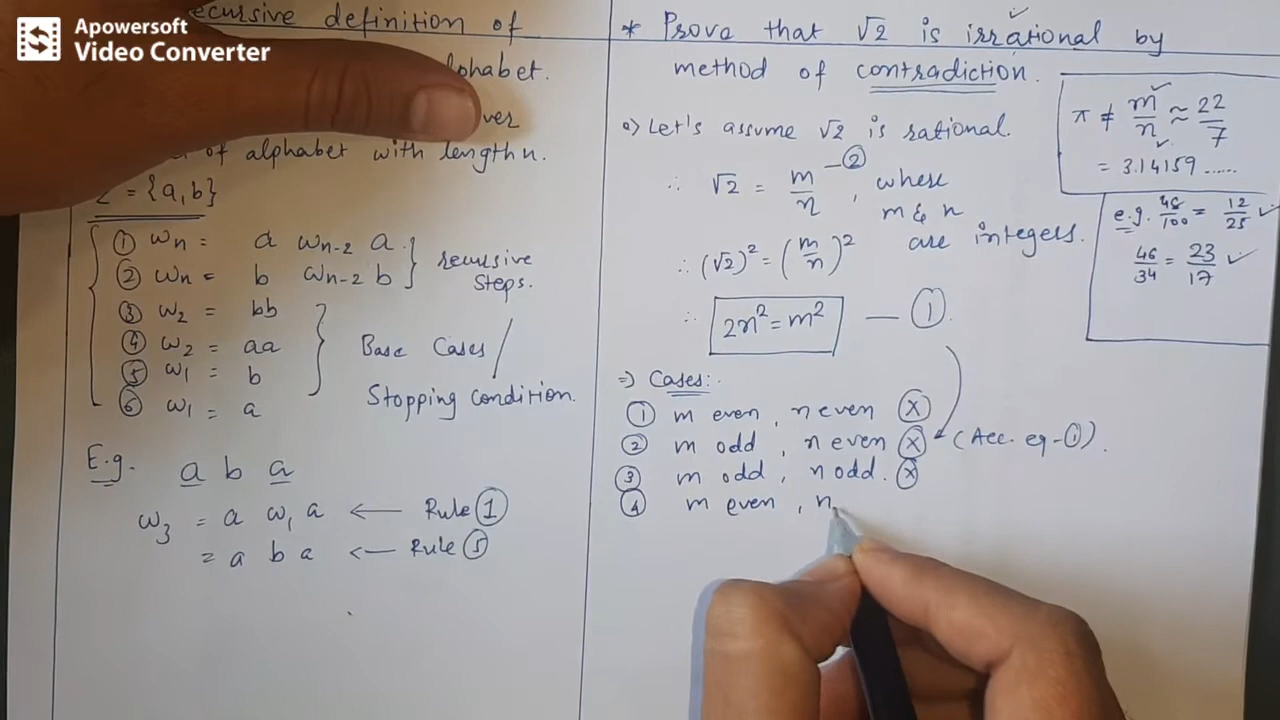 Apowersoft
Video Converter
ecursive definition of
lphabet.
ver
of alphabet with length n.
Σ = {a,b}
① wn = a wn-2 a.
② wn = b wn-2 b
recursive
steps.
③ w2 = bb
④ w2 = aa
⑤ w1 = b
⑥ w1 = a
Base Cases /
Stopping condition.
E.g. a b a
w3 = a w1 a ← Rule ①
= a b a ← Rule ⑤
* Prove that √2 is irrational by
method of contradiction.
Let's assume √2 is rational.
∴ √2 = m/n —②, where
m & n
are integers.
∴ (√2)² = (m/n)²
∴ 2n² = m² — ①.
π ≠ m/n ≈ 22/7
= 3.14159......
e.g. 48/100 = 12/25 ✓
46/34 = 23/17 ✓
⇒ Cases:.
① m even, n even Ⓧ
② m odd, n even Ⓧ (Acc. eq-①).
③ m odd, n odd. Ⓧ
④ m even, n